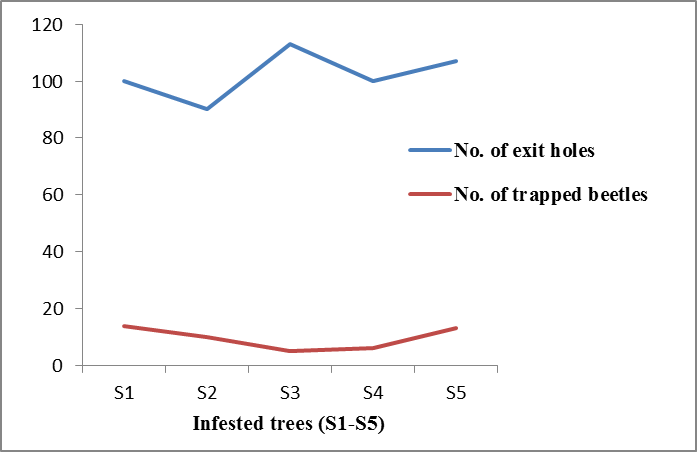 120
100
80
60
40
20
0
No. of exit holes
No. of trapped beetles
S1 S2 S3 S4 S5
Infested trees (S1-S5)